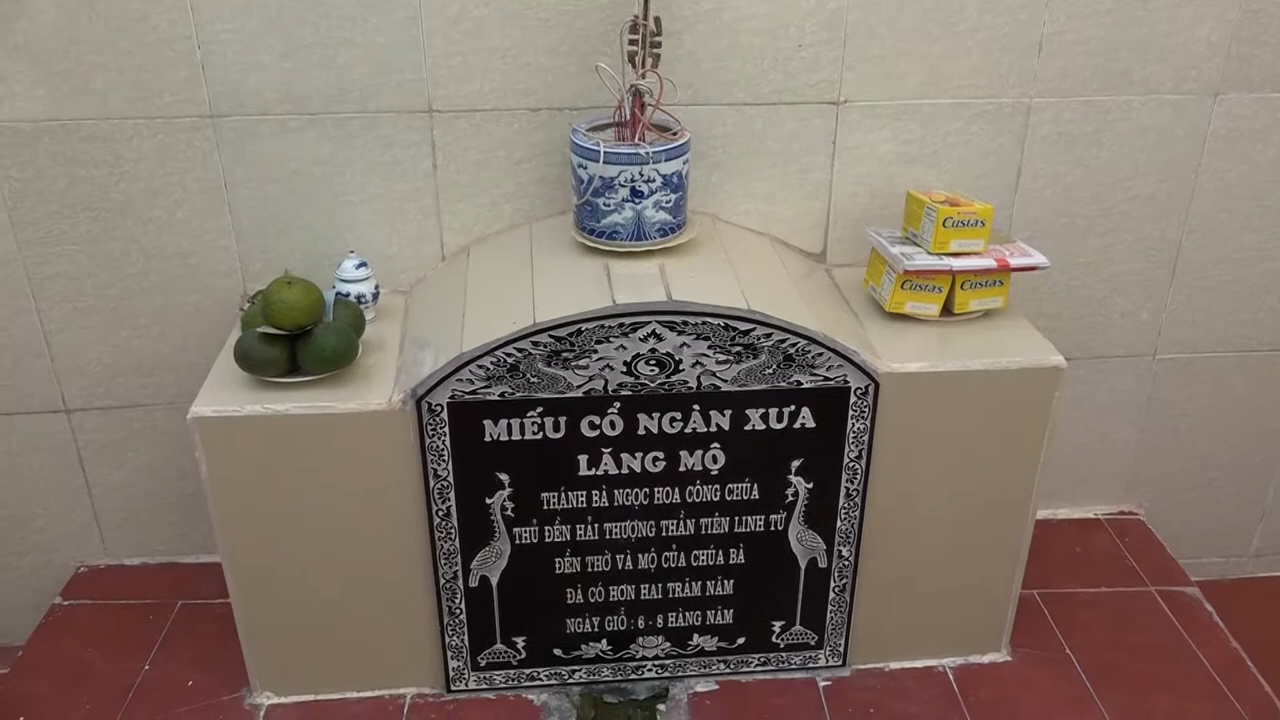 Custas
Custas
Custas
MIẾU CỔ NGÀN XƯA
LĂNG MỘ
THÁNH BÀ NGỌC HOA CÔNG CHÚA
THỦ ĐỀN HẢI THƯỢNG THẦN TIÊN LINH TỪ
ĐỀN THỜ VÀ MỘ CỦA CHÚA BÀ
ĐÀ CÓ HƠN HAI TRĂM NĂM
NGÀY GIỖ : 6 - 8 HÀNG NĂM